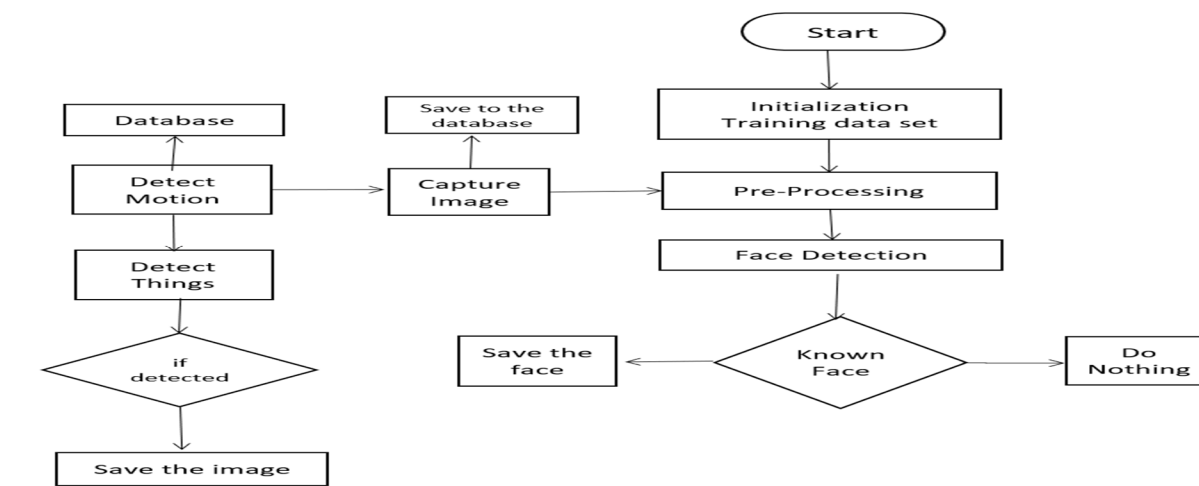 Start
Initialization
Training data set
Save to the
database
Database
Detect
Motion
Capture
Image
Pre-Processing
Detect
Things
Face Detection
if
detected
Save the
face
Known
Face
Do
Nothing
Save the image